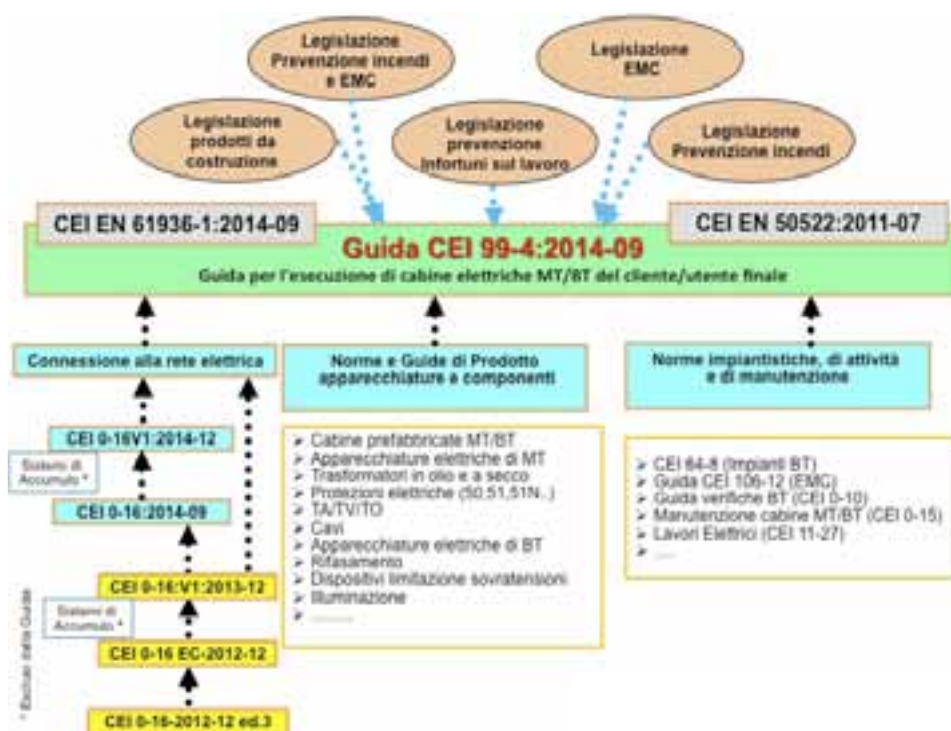 Legislazione
Prevenzione incendi
e EMC
Legislazione
EMC
Legislazione
prodotti da
costruzione
Legislazione
prevenzione
Infortuni sul lavoro
Legislazione
Prevenzione incendi
CEI EN 61936-1:2014-09
CEI EN 50522:2011-07
Guida CEI 99-4:2014-09
Guida per l'esecuzione di cabine elettriche MT/BT del cliente/utente finale
Connessione alla rete elettrica
CEI 0-16V1:2014-12
Sistemi di
Accumulo *
CEI 0-16:2014-09
CEI 0-16:V1:2013-12
Sistemi di
Accumulo *
CEI 0-16 EC-2012-12
CEI 0-16-2012-12 ed.3
* Esclusi dalla Guida
Norme e Guide di Prodotto
apparecchiature e componenti
➢ Cabine prefabbricate MT/BT
➢ Apparecchiature elettriche di MT
➢ Trasformatori in olio e a secco
➢ Protezioni elettriche (50,51,51N..)
➢ TA/TV/TO
➢ Cavi
➢ Apparecchiature elettriche di BT
➢ Rifasamento
➢ Dispositivi limitazione sovratensioni
➢ Illuminazione
➢ ..........
Norme impiantistiche, di attività
e di manutenzione
➢ CEI 64-8 (Impianti BT)
➢ Guida CEI 106-12 (EMC)
➢ Guida verifiche BT (CEI 0-10)
➢ Manutenzione cabine MT/BT (CEI 0-15)
➢ Lavori Elettrici (CEI 11-27)
➢ .....